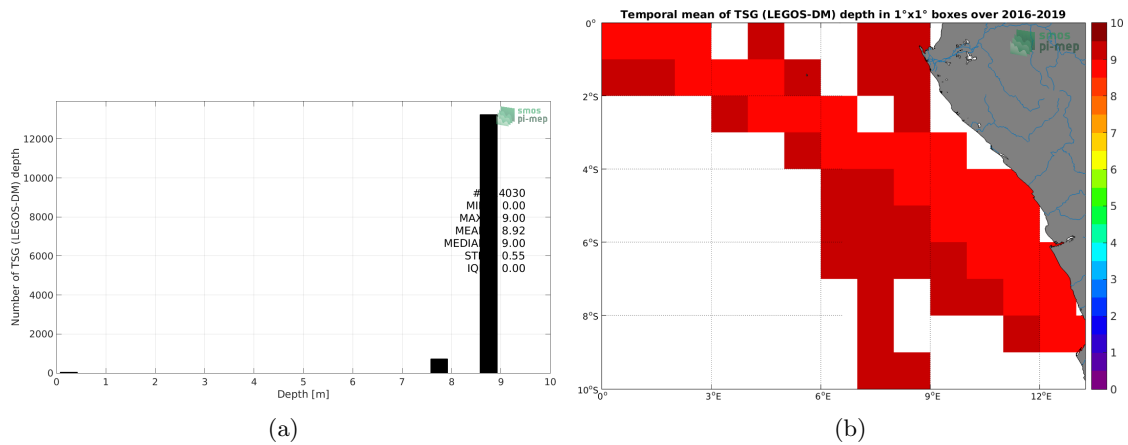 Temporal mean of TSG (LEGOS-DM) depth in 1°x1° boxes over 2016-2019
smos
pi-mep
Number of TSG (LEGOS-DM) depth
12000
10000
8000
6000
4000
2000
0
0 1 2 3 4 5 6 7 8 9 10
Depth [m]
4030
0.00
9.00
8.92
MEDIA 9.00
0.55
0.00
(a)
smos
pi-mep
0°
2°S
4°S
6°S
8°S
10°S
0° 3°E 6°E 9°E 12°E
10
9
8
7
6
5
4
3
2
1
0
(b)